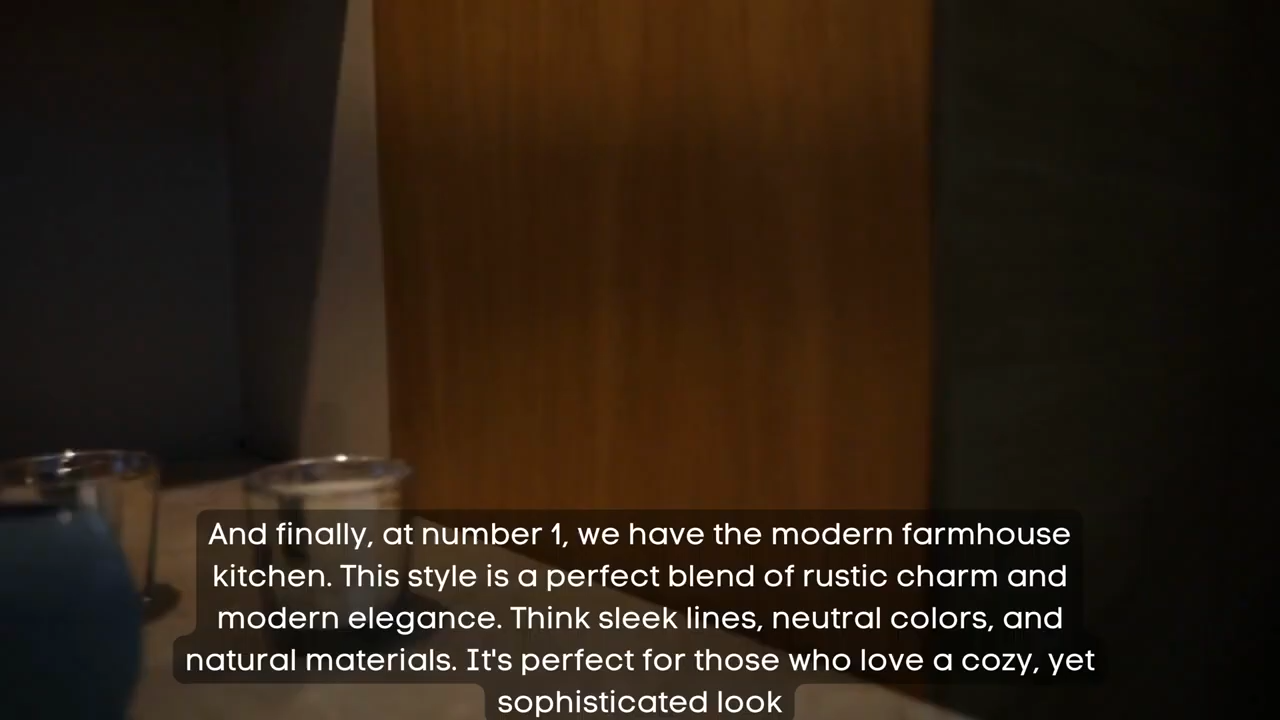 And finally, at number 1, we have the modern farmhouse
kitchen. This style is a perfect blend of rustic charm and
modern elegance. Think sleek lines, neutral colors, and
natural materials. It's perfect for those who love a cozy, yet
sophisticated look